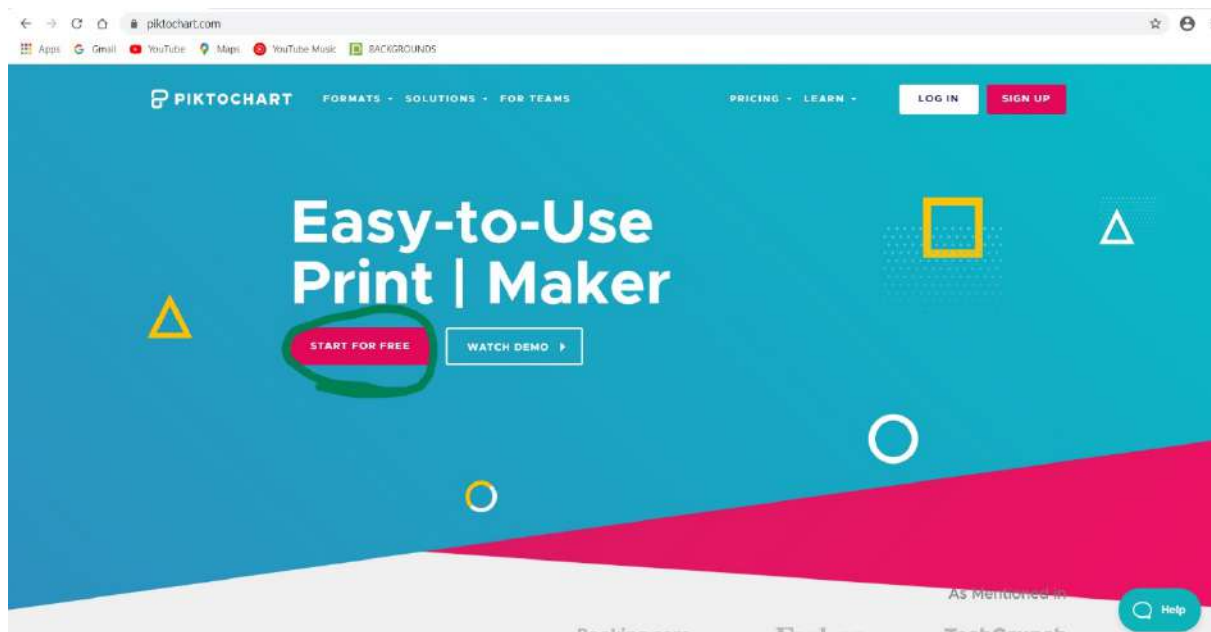 piktochart.com
Apps Gmail YouTube Maps YouTube Music BACKGROUNDS
PIKTOCHART FORMATS SOLUTIONS FOR TEAMS PRICING LEARN LOG IN SIGN UP
Easy-to-Use
Print | Maker
START FOR FREE WATCH DEMO
As Mentioned in
Help